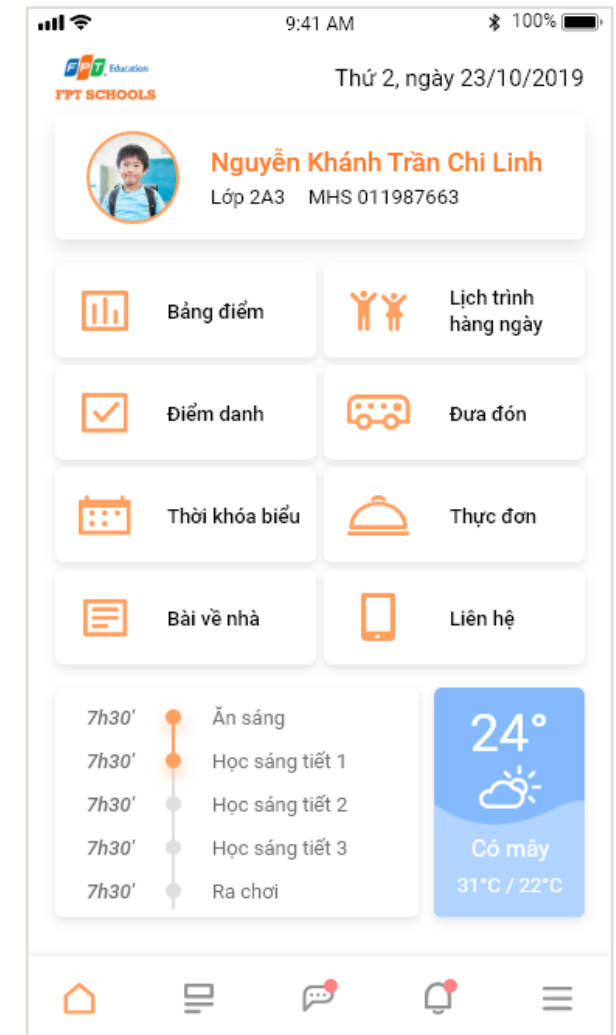 9:41 AM
100%
FPT Education
FPT SCHOOLS
Thứ 2, ngày 23/10/2019
Nguyễn Khánh Trần Chi Linh
Lớp 2A3 MHS 011987663
Bảng điểm
Lịch trình
hàng ngày
Điểm danh
Đưa đón
Thời khóa biểu
Thực đơn
Bài về nhà
Liên hệ
7h30' Ăn sáng
7h30' Học sáng tiết 1
7h30' Học sáng tiết 2
7h30' Học sáng tiết 3
7h30' Ra chơi
24°
Có mây
31°C / 22°C